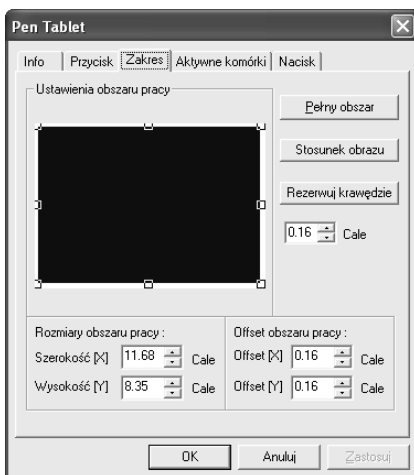 Pen Tablet
Info Przycisk Zakres Aktywne komórki Nacisk
Ustawienia obszaru pracy
Pełny obszar
Stosunek obrazu
Rezerwuj krawędzie
0.16 Cale
Rozmiary obszaru pracy :
Szerokość [X] 11.68 Cale
Wysokość [Y] 8.35 Cale
Offset obszaru pracy :
Offset [X] 0.16 Cale
Offset [Y] 0.16 Cale
OK Anuluj Zastosuj